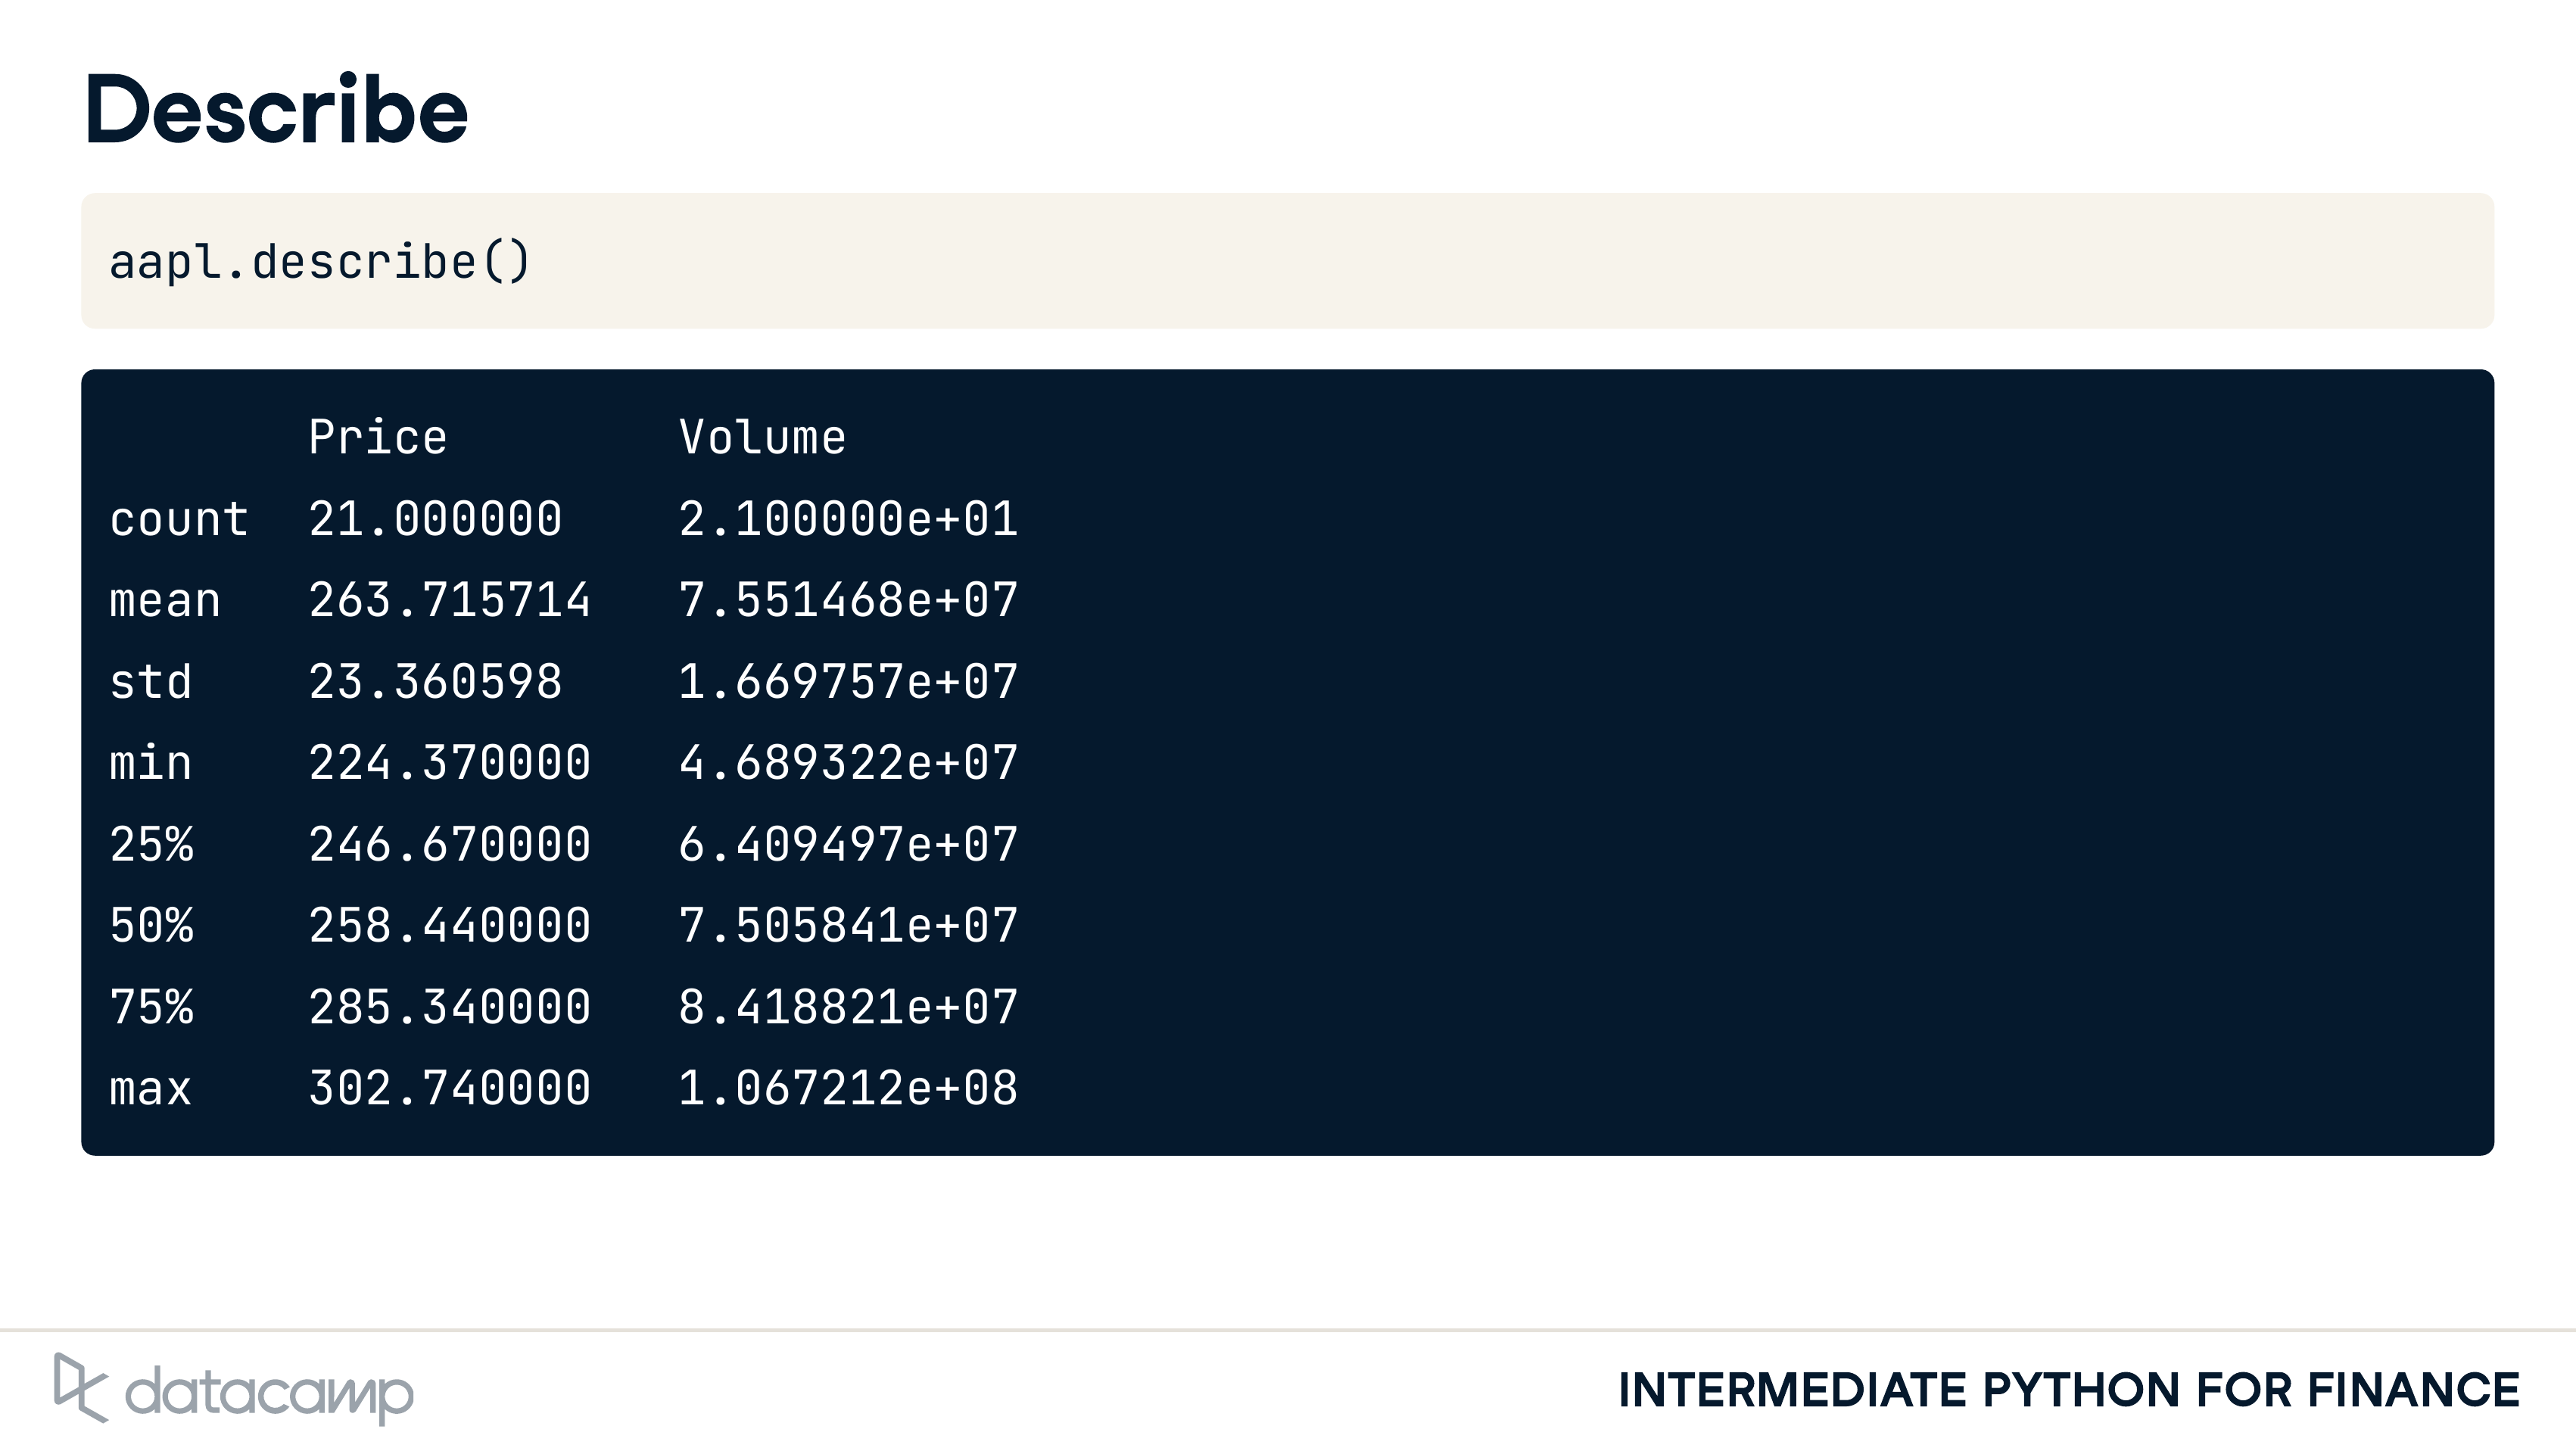 Describe
aapl.describe()
Price Volume
count 21.000000 2.100000e+01
mean 263.715714 7.551468e+07
std 23.360598 1.669757e+07
min 224.370000 4.689322e+07
25% 246.670000 6.409497e+07
50% 258.440000 7.505841e+07
75% 285.340000 8.418821e+07
max 302.740000 1.067212e+08
datacamp
INTERMEDIATE PYTHON FOR FINANCE